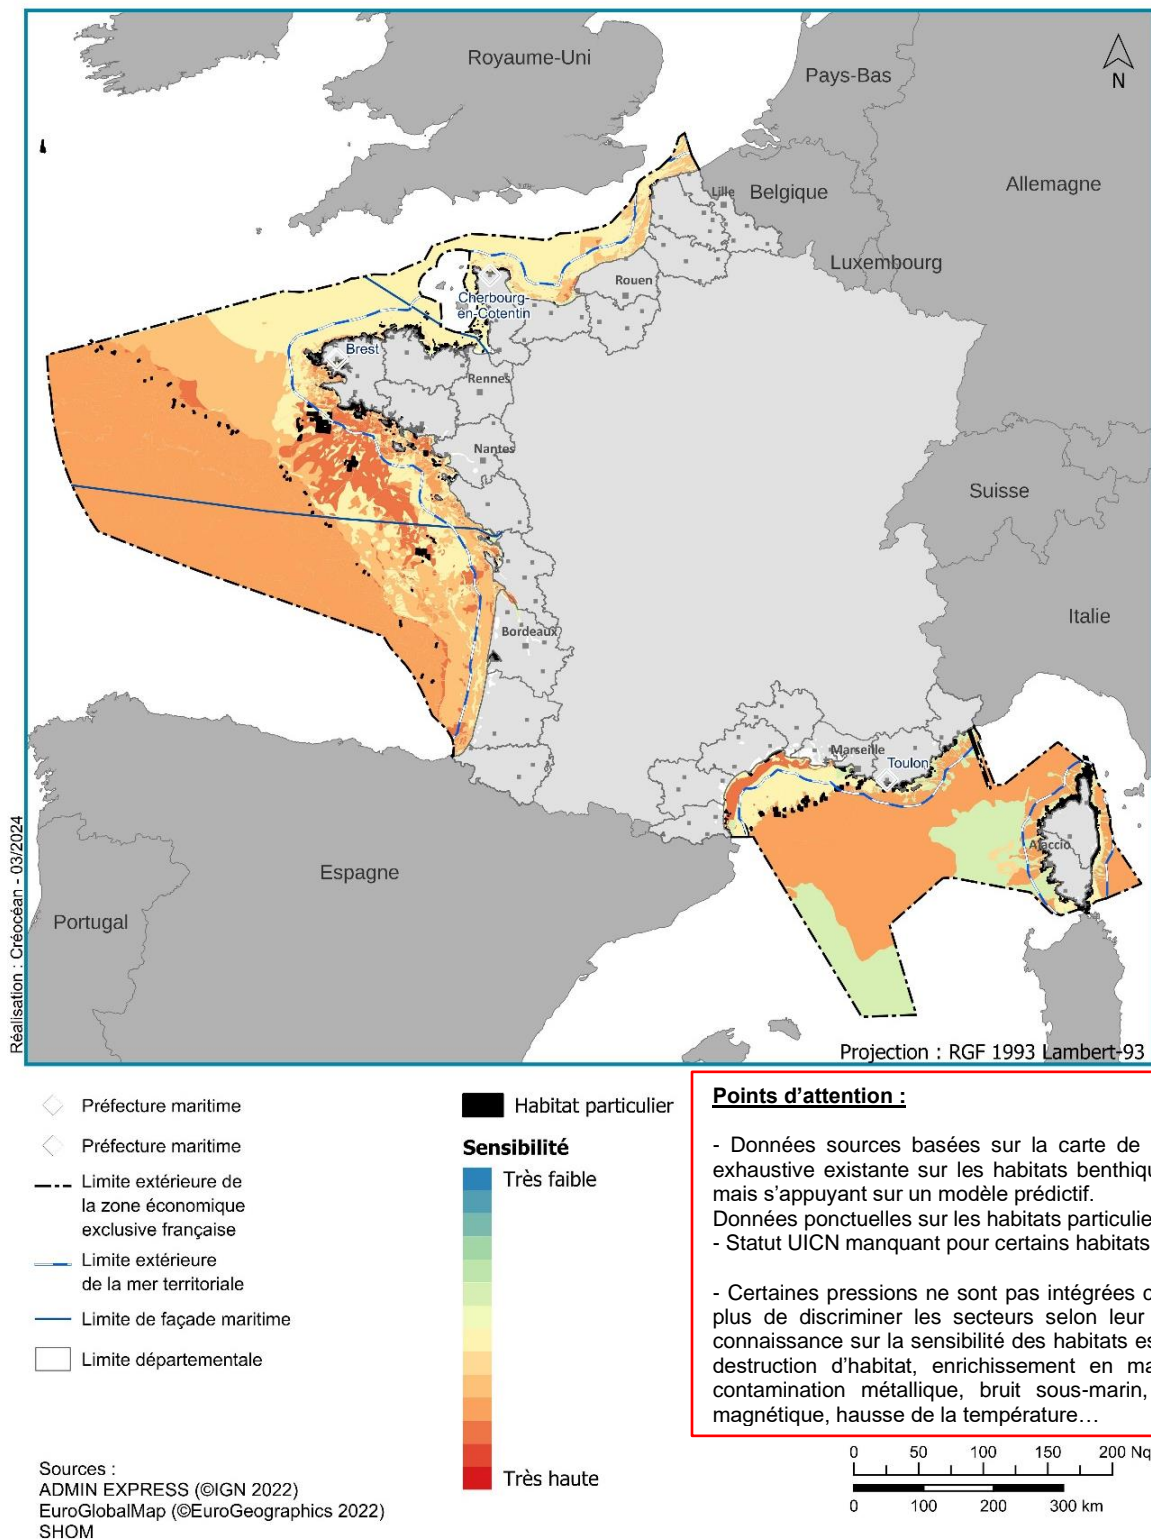 Royaume-Uni
Pays-Bas
N
Allemagne
Lille
Belgique
Luxembourg
Rouen
Cherbourg-
en-Cotentin
Brest
Rennes
Nantes
Suisse
Italie
Bordeaux
Marseille
Toulon
Ajaccio
Espagne
Portugal
Réalisation : Créocéan - 03/2024
Projection : RGF 1993 Lambert-93
Préfecture maritime
Préfecture maritime
Limite extérieure de
la zone économique
exclusive française
Limite extérieure
de la mer territoriale
Limite de façade maritime
Limite départementale
Habitat particulier
Sensibilité
Très faible
Très haute
Points d'attention :
- Données sources basées sur la carte de
exhaustive existante sur les habitats benthiqu
mais s'appuyant sur un modèle prédictif.
Données ponctuelles sur les habitats particulie
- Statut UICN manquant pour certains habitats
- Certaines pressions ne sont pas intégrées
plus de discriminer les secteurs selon leur
connaissance sur la sensibilité des habitats es
destruction d'habitat, enrichissement en ma
contamination métallique, bruit sous-marin,
magnétique, hausse de la température…
0 50 100 150 200 Nq
0 100 200 300 km
Sources :
ADMIN EXPRESS (©IGN 2022)
EuroGlobalMap (©EuroGeographics 2022)
SHOM